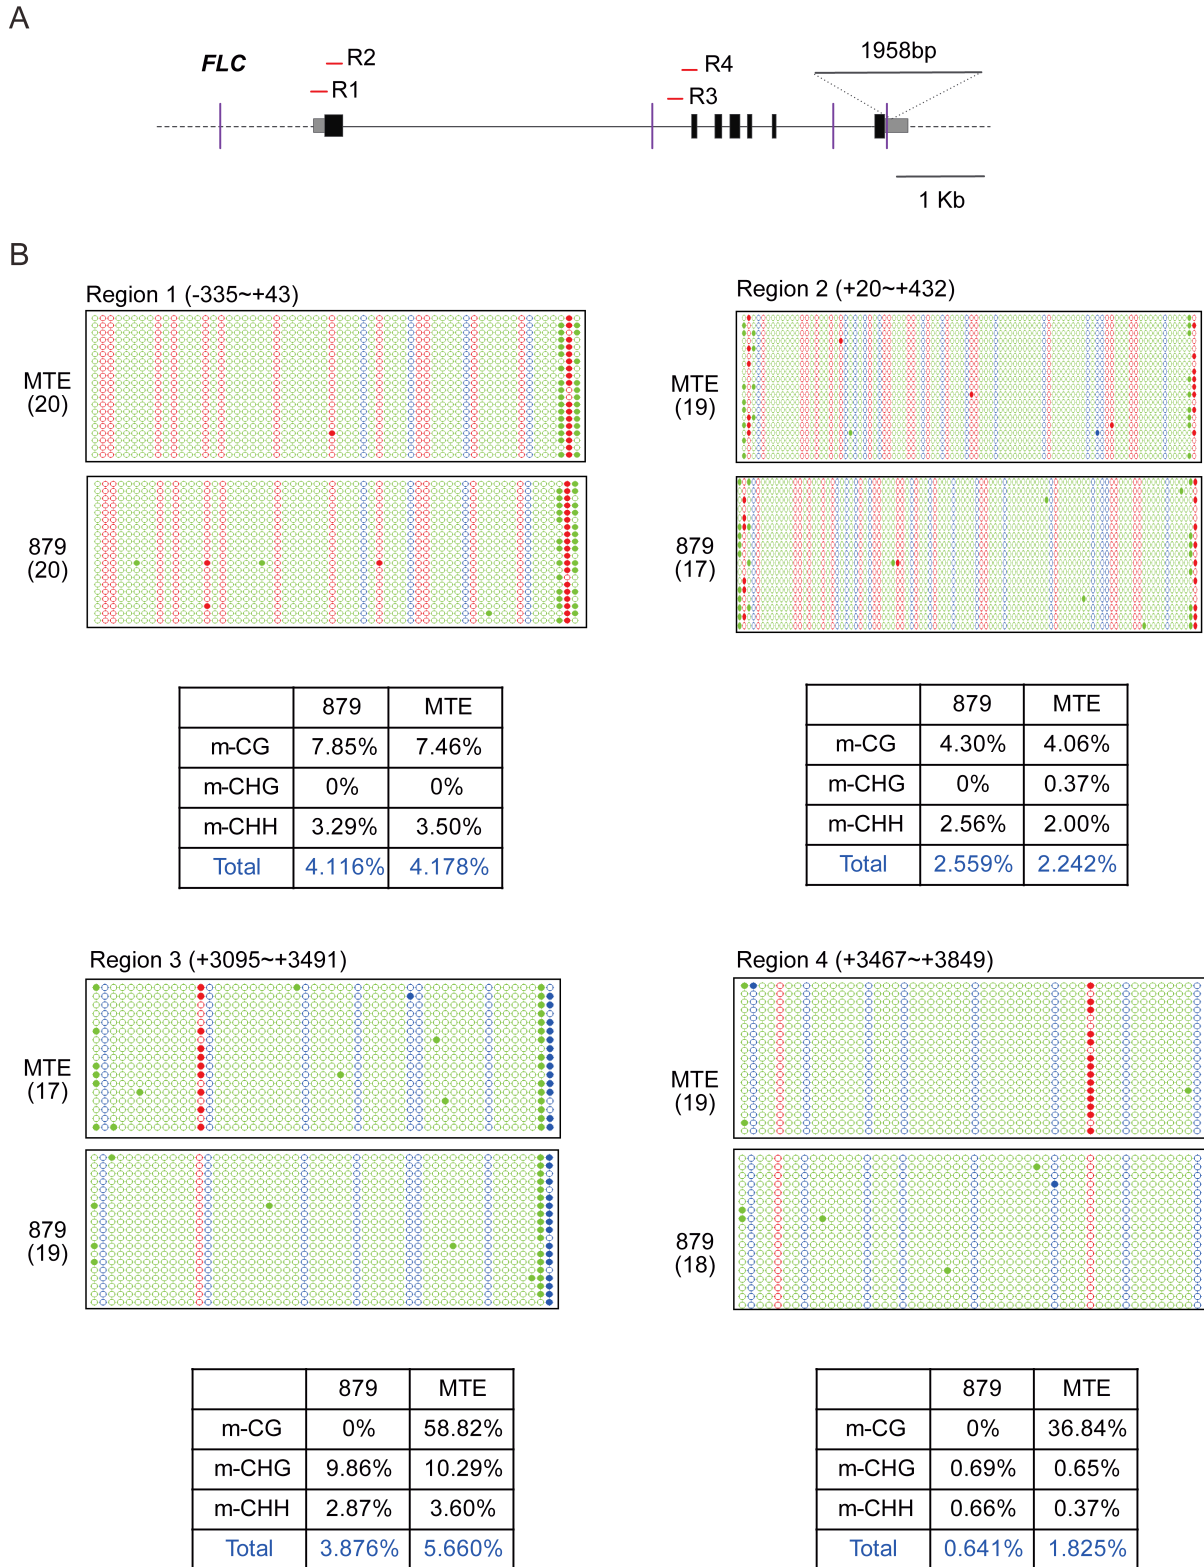 A
FLC
R2
R1
R4
R3
1958bp
1 Kb
B
Region 1 (-335~+43)
MTE
(20)
879
(20)
Region 2 (+20~+432)
MTE
(19)
879
(17)
879 MTE
m-CG 7.85% 7.46%
m-CHG 0% 0%
m-CHH 3.29% 3.50%
Total 4.116% 4.178%
879 MTE
m-CG 4.30% 4.06%
m-CHG 0% 0.37%
m-CHH 2.56% 2.00%
Total 2.559% 2.242%
Region 3 (+3095~+3491)
MTE
(17)
879
(19)
Region 4 (+3467~+3849)
MTE
(19)
879
(18)
879 MTE
m-CG 0% 58.82%
m-CHG 9.86% 10.29%
m-CHH 2.87% 3.60%
Total 3.876% 5.660%
879 MTE
m-CG 0% 36.84%
m-CHG 0.69% 0.65%
m-CHH 0.66% 0.37%
Total 0.641% 1.825%